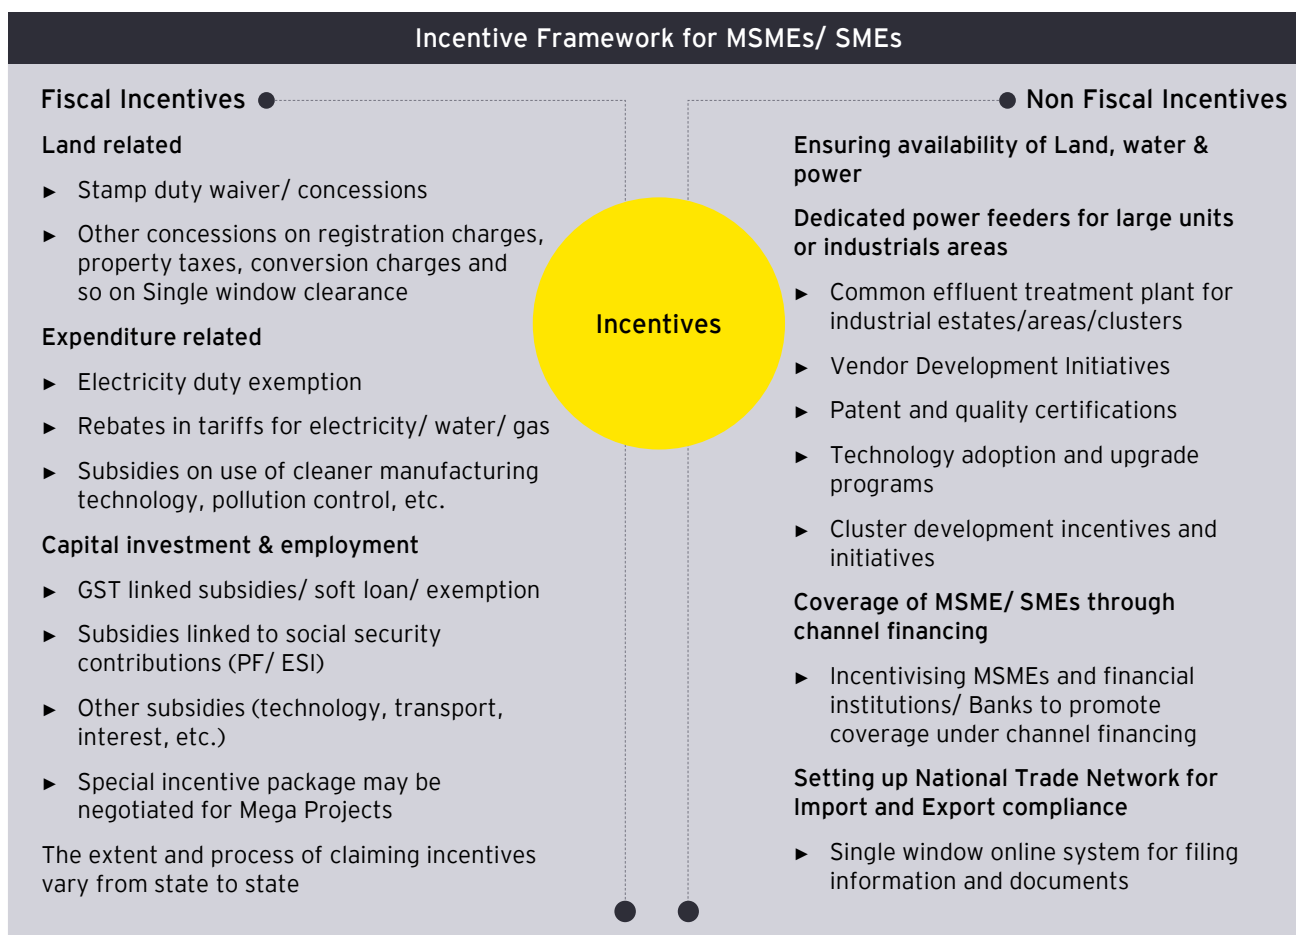 Incentive Framework for MSMEs/ SMEs
Fiscal Incentives
Land related
► Stamp duty waiver/ concessions
► Other concessions on registration charges,
property taxes, conversion charges and
so on Single window clearance
Expenditure related
► Electricity duty exemption
► Rebates in tariffs for electricity/ water/ gas
► Subsidies on use of cleaner manufacturing
technology, pollution control, etc.
Capital investment & employment
► GST linked subsidies/ soft loan/ exemption
► Subsidies linked to social security
contributions (PF/ ESI)
► Other subsidies (technology, transport,
interest, etc.)
► Special incentive package may be
negotiated for Mega Projects
The extent and process of claiming incentives
vary from state to state
Incentives
Non Fiscal Incentives
Ensuring availability of Land, water &
power
Dedicated power feeders for large units
or industrials areas
► Common effluent treatment plant for
industrial estates/areas/clusters
► Vendor Development Initiatives
► Patent and quality certifications
► Technology adoption and upgrade
programs
► Cluster development incentives and
initiatives
Coverage of MSME/ SMEs through
channel financing
► Incentivising MSMEs and financial
institutions/ Banks to promote
coverage under channel financing
Setting up National Trade Network for
Import and Export compliance
► Single window online system for filing
information and documents